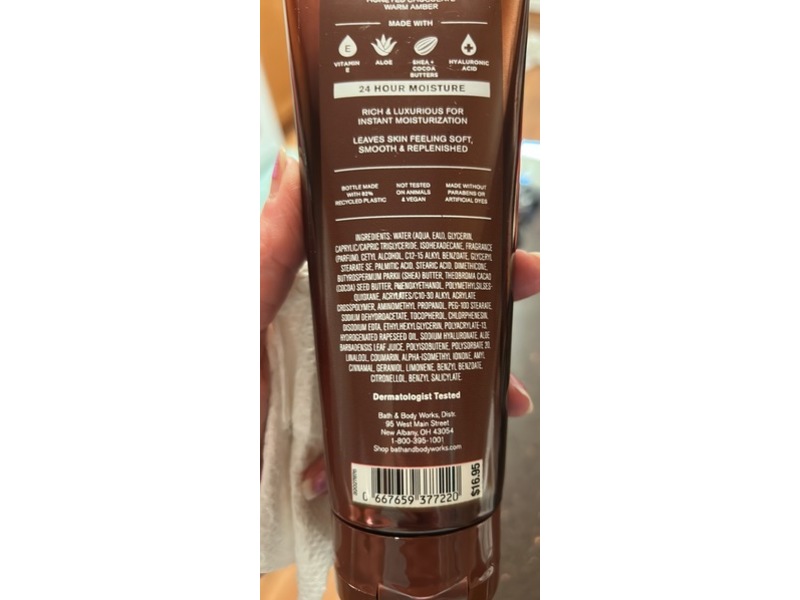 WARM AMBER
MADE WITH
E
VITAMIN
E
ALOE
SHEA +
COCOA
BUTTERS
HYALURONIC
ACID
24 HOUR MOISTURE
RICH & LUXURIOUS FOR
INSTANT MOISTURIZATION
LEAVES SKIN FEELING SOFT,
SMOOTH & REPLENISHED
BOTTLE MADE
WITH 92%
RECYCLED PLASTIC
NOT TESTED
ON ANIMALS
& VEGAN
MADE WITHOUT
PARABENS OR
ARTIFICIAL DYES
INGREDIENTS: WATER (AQUA, EAU), GLYCERIN,
CAPRYLIC/CAPRIC TRIGLYCERIDE, ISOHEXADECANE, FRAGRANCE
(PARFUM), CETYL ALCOHOL, C12-15 ALKYL BENZOATE, GLYCERYL
STEARATE SE, PALMITIC ACID, STEARIC ACID, DIMETHICONE,
BUTYROSPERMUM PARKII (SHEA) BUTTER, THEOBROMA CACAO
(COCOA) SEED BUTTER, PHENOXYETHANOL, POLYMETHYLSILSES-
QUIOXANE, ACRYLATES/C10-30 ALKYL ACRYLATE
CROSSPOLYMER, AMINOMETHYL PROPANOL, PEG-100 STEARATE,
SODIUM DEHYDROACETATE, TOCOPHEROL, CHLORPHENESIN,
DISODIUM EDTA, ETHYLHEXYLGLYCERIN, POLYACRYLATE-13,
HYDROGENATED RAPESEED OIL, SODIUM HYALURONATE, ALOE
BARBADENSIS LEAF JUICE, POLYISOBUTENE, POLYSORBATE 20,
LINALOOL, COUMARIN, ALPHA-ISOMETHYL IONONE, AMYL
CINNAMAL, GERANIOL, LIMONENE, BENZYL BENZOATE,
CITRONELLOL, BENZYL SALICYLATE.
Dermatologist Tested
Bath & Body Works, Distr.
95 West Main Street
New Albany, OH 43054
1-800-395-1001
Shop bathandbodyworks.com
0 667659 377220
$16.95